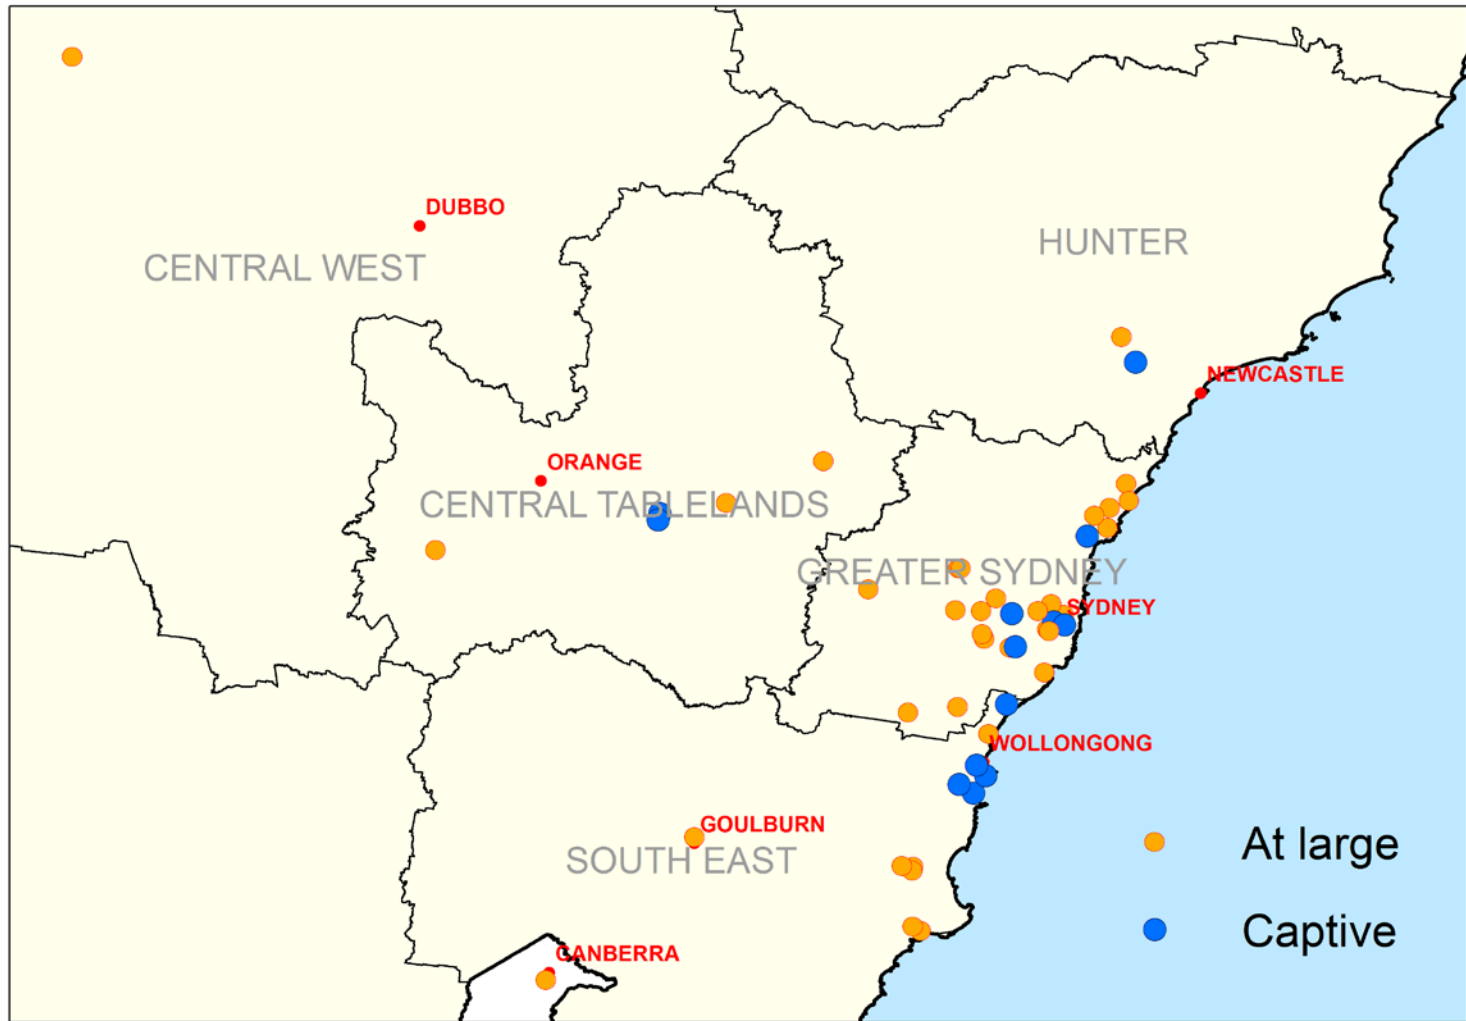 DUBBO
CENTRAL WEST
HUNTER
NEWCASTLE
ORANGE
CENTRAL TABLELANDS
GREATER SYDNEY
SYDNEY
WOLLONGONG
GOULBURN
SOUTH EAST
At large
Captive
CANBERRA